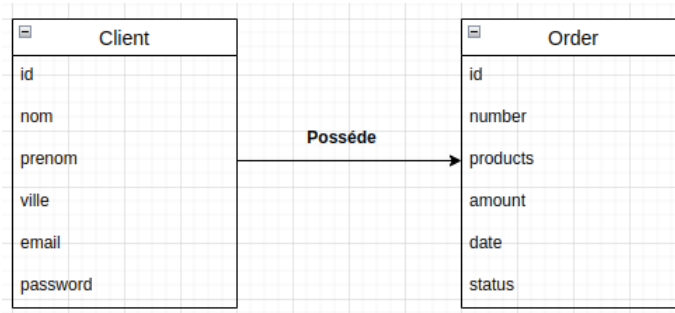 Client
id
nom
prenom
ville
email
password
Posséde
Order
id
number
products
amount
date
status